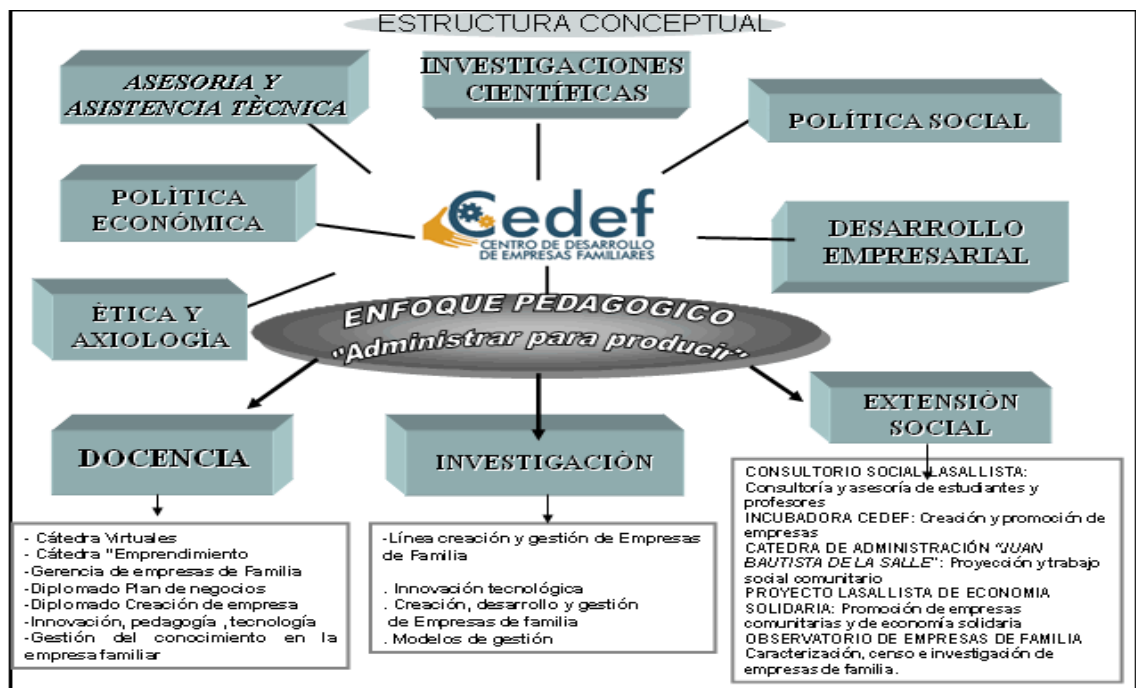 ESTRUCTURA CONCEPTUAL
ASESORIA Y
ASISTENCIA TÈCNICA
INVESTIGACIONES
CIENTÍFICAS
POLÍTICA SOCIAL
POLÌTICA
ECONÓMICA
Cedef
CENTRO DE DESARROLLO
DE EMPRESAS FAMILIARES
DESARROLLO
EMPRESARIAL
ÈTICA Y
AXIOLOGÌA
ENFOQUE PEDAGOGICO
"Administrar para producir"
DOCENCIA
INVESTIGACIÒN
EXTENSIÒN
SOCIAL
- Cátedra Virtuales
- Cátedra "Emprendimiento
-Gerencia de empresas de Familia
-Diplomado Plan de negocios
-Diplomado Creación de empresa
-Innovación, pedagogía ,tecnología
-Gestión del conocimiento en la
empresa familiar
-Línea creación y gestión de Empresas
de Familia
. Innovación tecnológica
. Creación, desarrollo y gestión
de Empresas de familia
. Modelos de gestión
CONSULTORIO SOCIAL LASALLISTA:
Consultoría y asesoría de estudiantes y
profesores
INCUBADORA CEDEF: Creación y promoción de
empresas
CATEDRA DE ADMINISTRACIÓN "JUAN
BAUTISTA DE LA SALLE": Proyección y trabajo
social comunitario
PROYECTO LASALLISTA DE ECONOMIA
SOLIDARIA: Promoción de empresas
comunitarias y de economía solidaria
OBSERVATORIO DE EMPRESAS DE FAMILIA
Caracterización, censo e investigación de
empresas de familia.